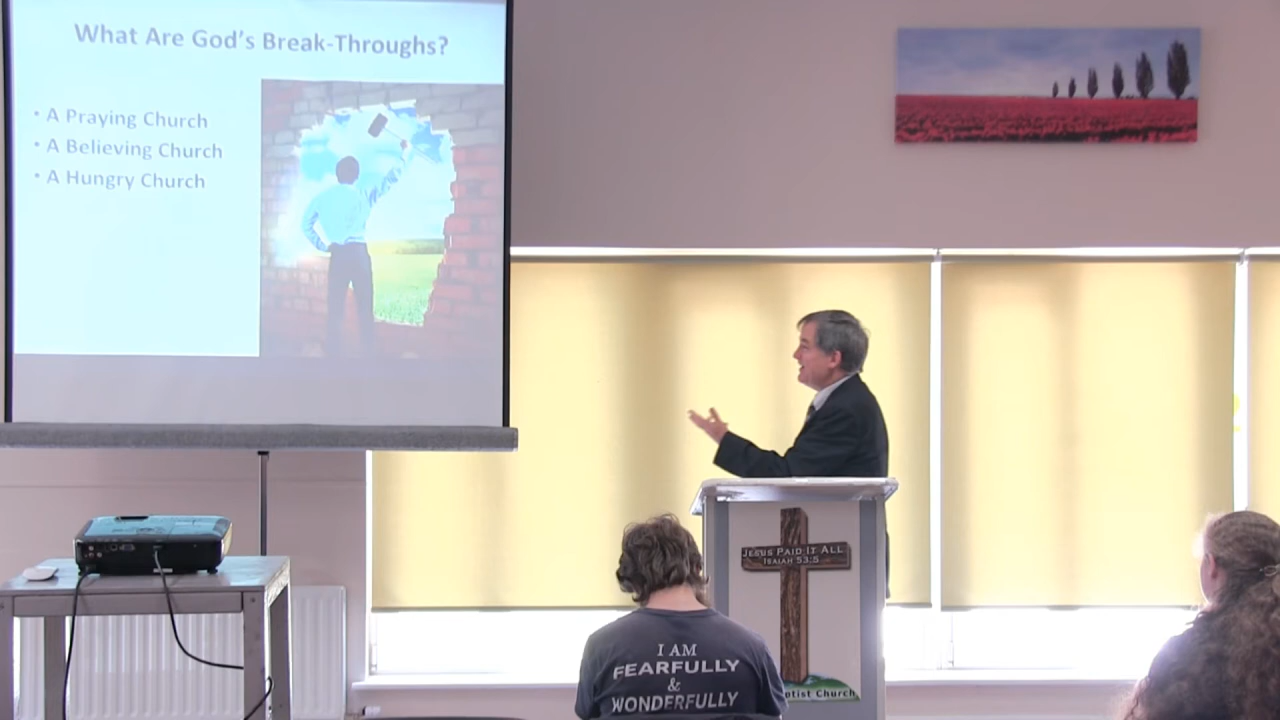 What Are God's Break-Throughs?
• A Praying Church
• A Believing Church
• A Hungry Church
JESUS PAID IT ALL
ISAIAH 53:5
Church
I AM
FEARFULLY
&
WONDERFULLY